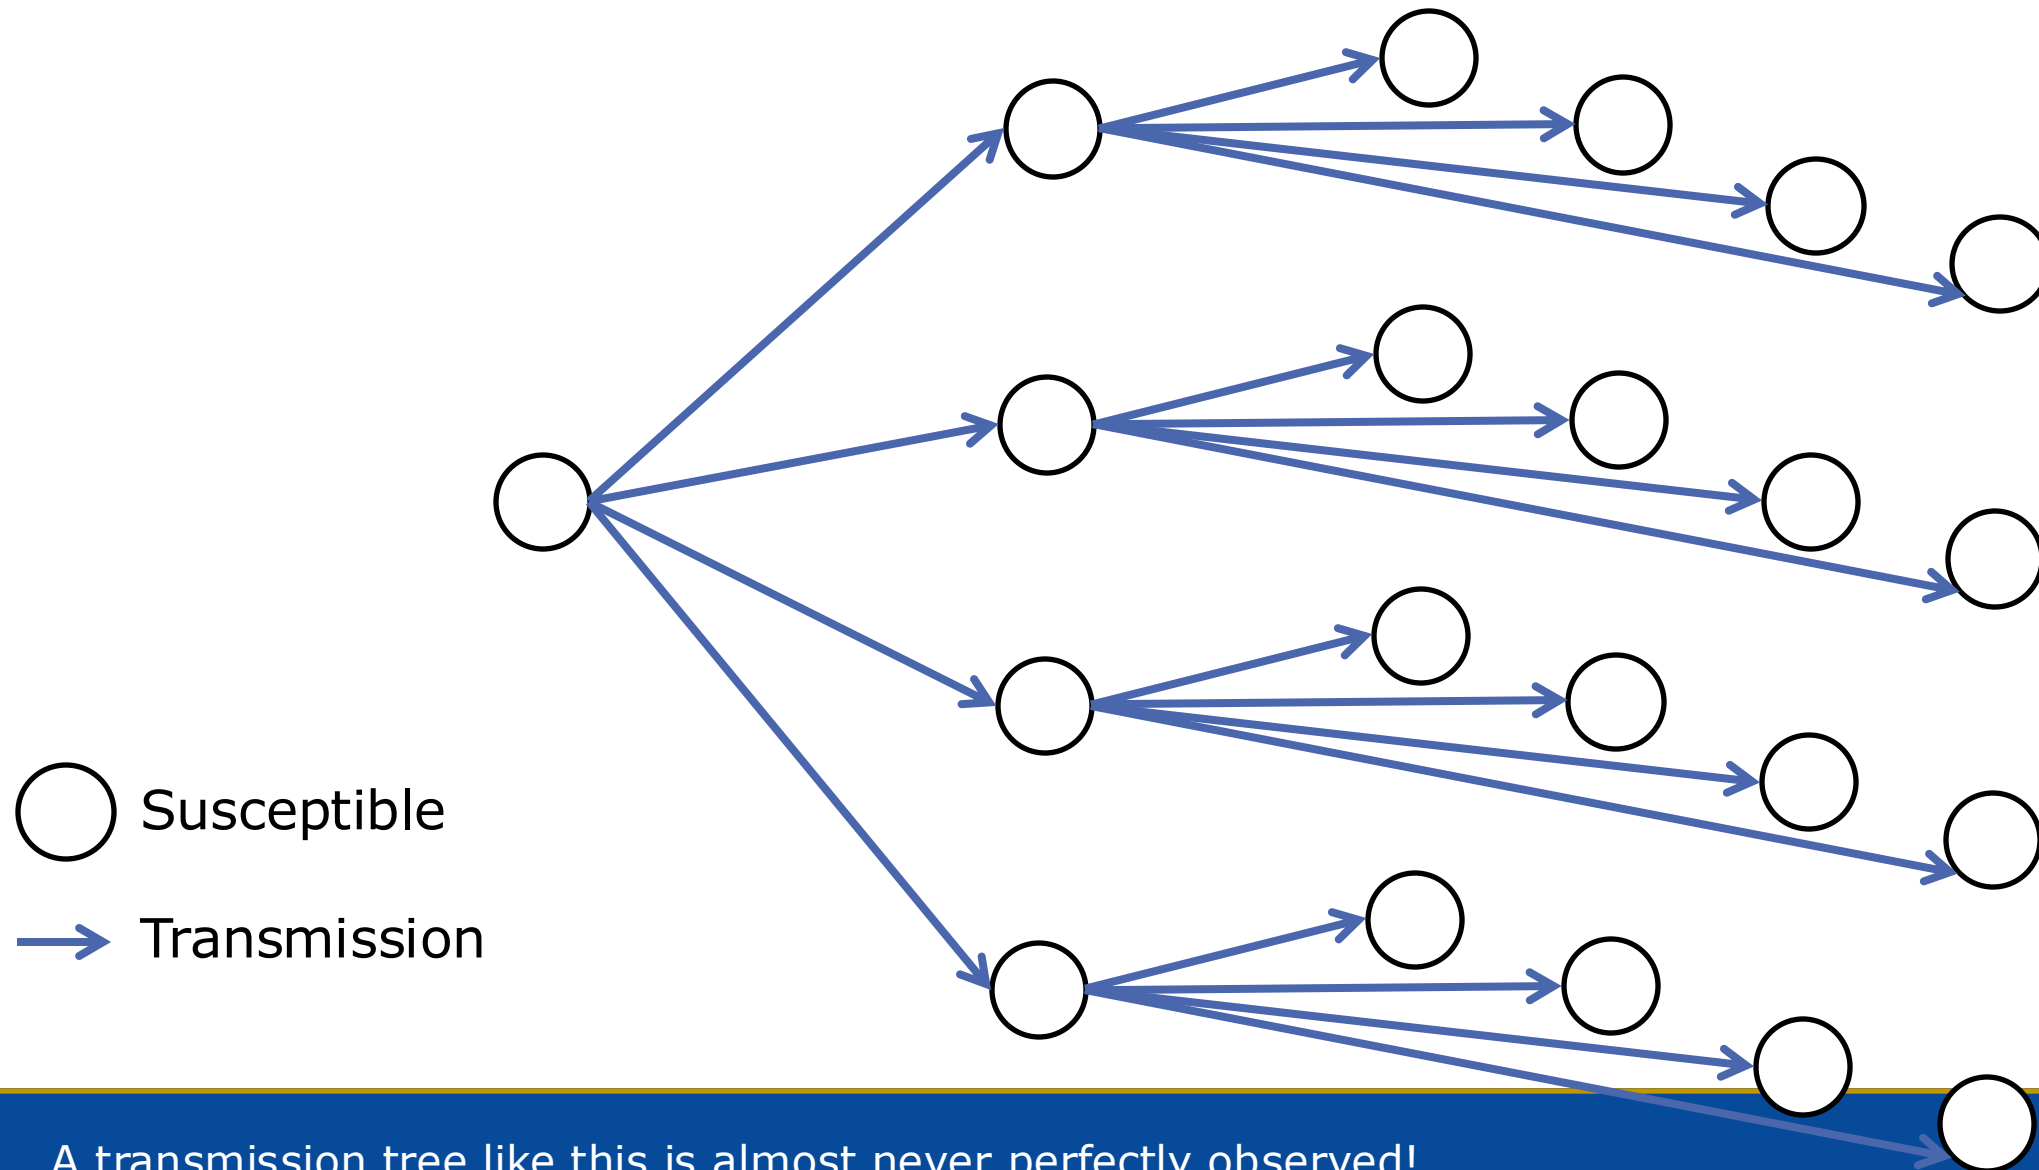 Susceptible
Transmission
A transmission tree like this is almost never perfectly observed!